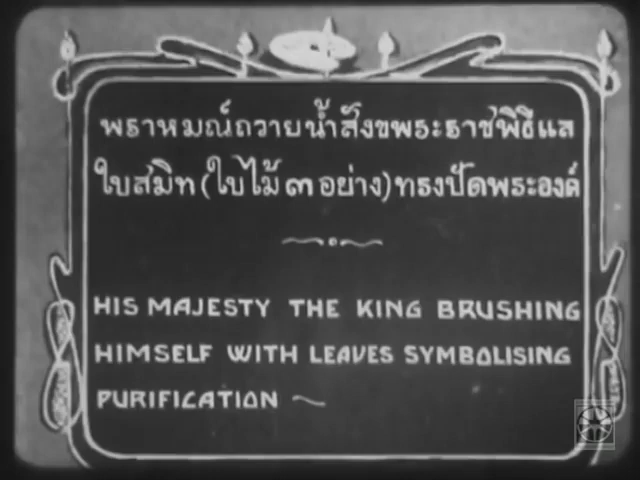 พราหมณ์ถวายน้ำสังขพระราชพิธีแล
ใบสมิท(ใบไม้ ๓ อย่าง)ทรงปัดพระองค์
HIS MAJESTY THE KING BRUSHING
HIMSELF WITH LEAVES SYMBOLISING
PURIFICATION ~